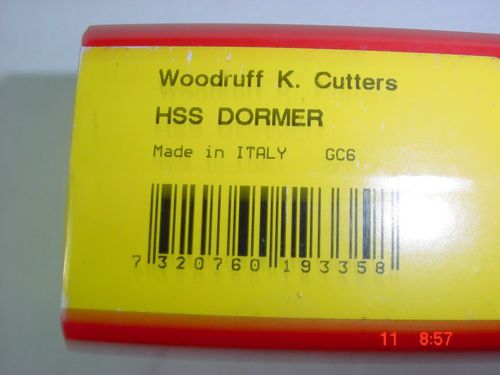 Woodruff K. Cutters
HSS DORMER
Made in ITALY GC6
7 320760 193358
11 8:57